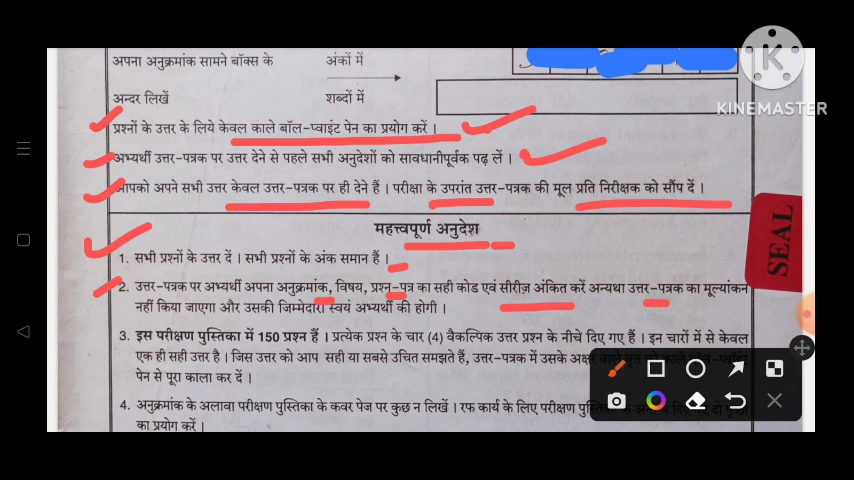 KINEMASTER
अपना अनुक्रमांक सामने बॉक्स के अंकों में
अन्दर लिखें शब्दों में
प्रश्नों के उत्तर के लिये केवल काले बॉल-प्वाइंट पेन का प्रयोग करें।
अभ्यर्थी उत्तर-पत्रक पर उत्तर देने से पहले सभी अनुदेशों को सावधानीपूर्वक पढ़ लें।
आपको अपने सभी उत्तर केवल उत्तर-पत्रक पर ही देने हैं। परीक्षा के उपरांत उत्तर-पत्रक की मूल प्रति निरीक्षक को सौंप दें।
महत्त्वपूर्ण अनुदेश
SEAL
1. सभी प्रश्नों के उत्तर दें। सभी प्रश्नों के अंक समान हैं।
2. उत्तर-पत्रक पर अभ्यर्थी अपना अनुक्रमांक, विषय, प्रश्न-पत्र का सही कोड एवं सीरीज़ अंकित करें अन्यथा उत्तर-पत्रक का मूल्यांकन
नहीं किया जाएगा और उसकी जिम्मेदारी स्वयं अभ्यर्थी की होगी।
3. इस परीक्षण पुस्तिका में 150 प्रश्न हैं। प्रत्येक प्रश्न के चार (4) वैकल्पिक उत्तर प्रश्न के नीचे दिए गए हैं। इन चारों में से केवल
एक ही सही उत्तर है। जिस उत्तर को आप सही या सबसे उचित समझते हैं, उत्तर-पत्रक में उसके अक्षर वाले वृत्त को काले बॉल-प्वाइंट
पेन से पूरा काला कर दें।
4. अनुक्रमांक के अलावा परीक्षण पुस्तिका के कवर पेज पर कुछ न लिखें। रफ कार्य के लिए परीक्षण पुस्तिका के
का प्रयोग करें।